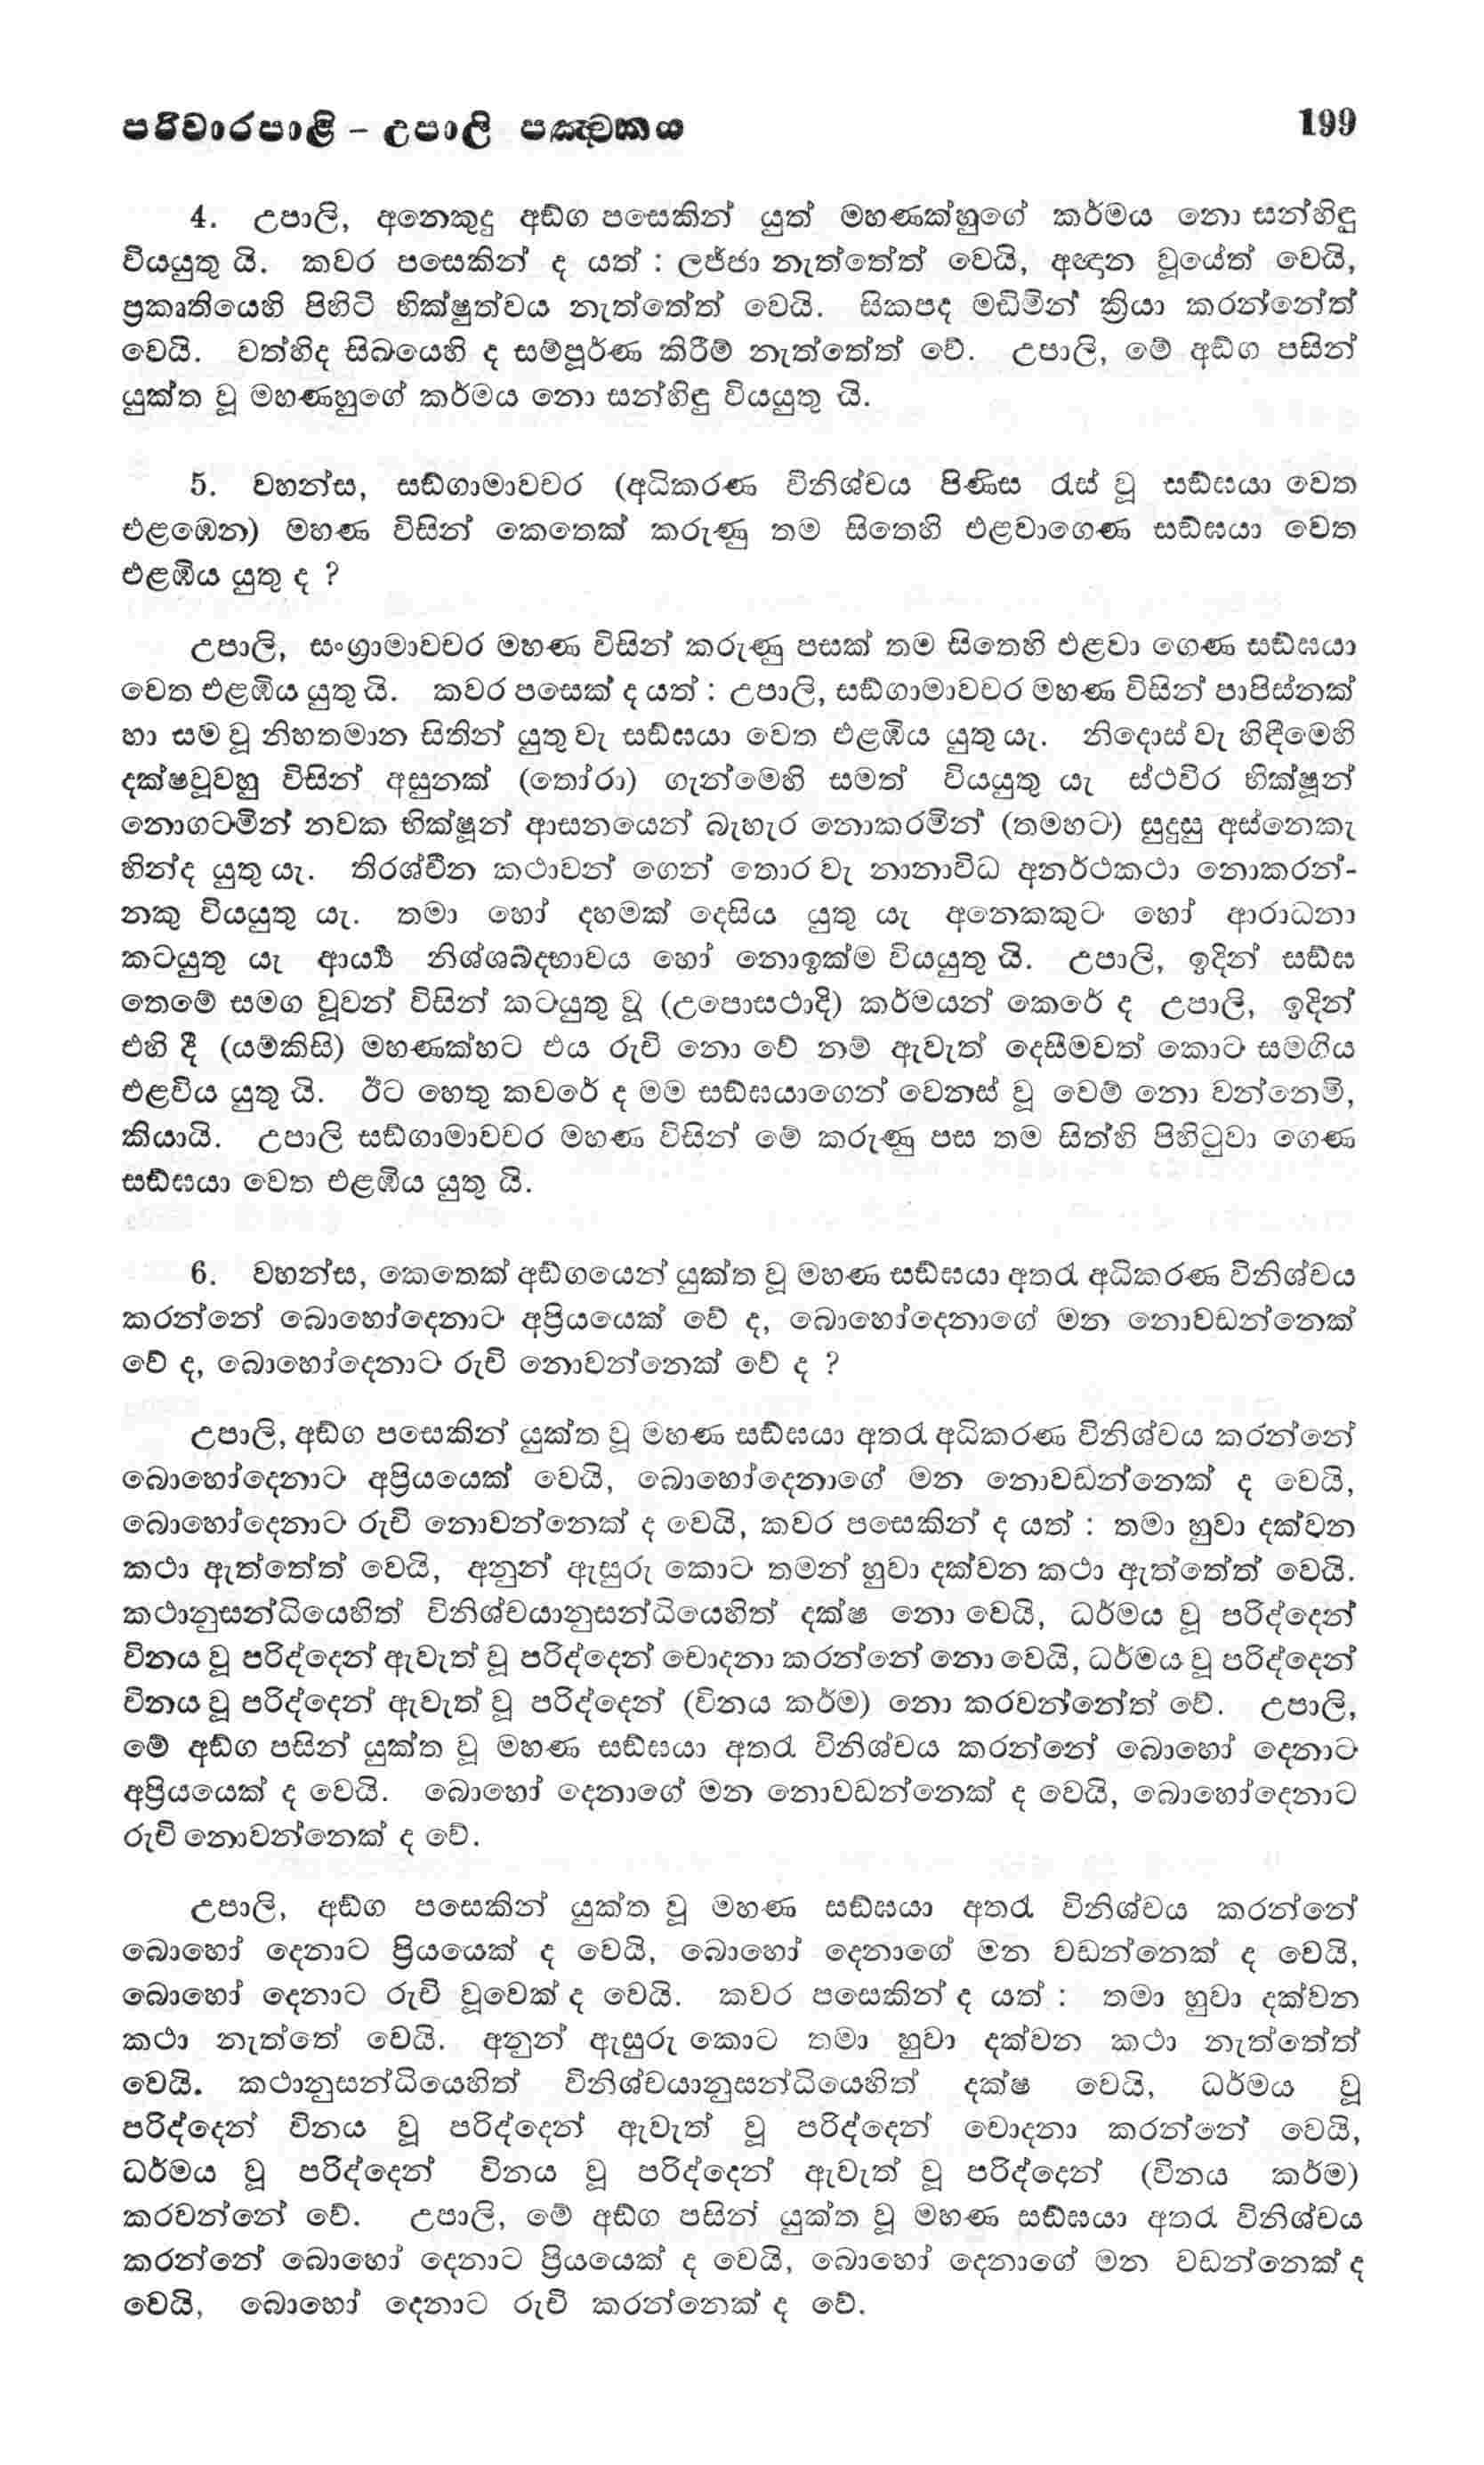 පරිවාරපාළි – උපාලි පඤ්චකය 199
4. උපාලි, අනෙකුදු අඞ්ග පසෙකින් යුත් මහණක්හුගේ කර්මය නො සන්හිඳු
වියයුතු යි. කවර පසෙකින් ද යත් : ලජ්ජා නැත්තේත් වෙයි, අඥාන වූයේත් වෙයි,
ප්‍රකෘතියෙහි පිහිටි භික්ෂුත්වය නැත්තේත් වෙයි. සිකපද මඩිමින් ක්‍රියා කරන්නේත්
වෙයි. වත්හිද සිඛයෙහි ද සම්පූර්ණ කිරීම් නැත්තේත් වේ. උපාලි, මේ අඞ්ග පසින්
යුක්ත වූ මහණහුගේ කර්මය නො සන්හිඳු වියයුතු යි.
5. වහන්ස, සඞ්ගාමාවචර (අධිකරණ විනිශ්චය පිණිස රැස් වූ සඞ්ඝයා වෙත
එළඹෙන) මහණ විසින් කෙතෙක් කරුණු තම සිතෙහි එළවාගෙණ සඞ්ඝයා වෙත
එළඹිය යුතු ද ?
උපාලි, සංග්‍රාමාවචර මහණ විසින් කරුණු පසක් තම සිතෙහි එළවා ගෙණ සඞ්ඝයා
වෙත එළඹිය යුතු යි. කවර පසෙක් ද යත් : උපාලි, සඞ්ගාමාවචර මහණ විසින් පාපිස්නක්
හා සම වූ නිහතමාන සිතින් යුතු වැ සඞ්ඝයා වෙත එළඹිය යුතු යැ. නිදොස් වැ හිඳීමෙහි
දක්ෂවූවහු විසින් අසුනක් (තෝරා) ගැන්මෙහි සමත් වියයුතු යැ ස්ථවිර භික්ෂූන්
නොගටමින් නවක භික්ෂූන් ආසනයෙන් බැහැර නොකරමින් (තමහට) සුදුසු අස්නෙකැ
හින්ද යුතු යැ. තිරශ්චීන කථාවන් ගෙන් තොර වැ නානාවිධ අනර්ථකථා නොකරන්-
නකු වියයුතු යැ. තමා හෝ දහමක් දෙසිය යුතු යැ අනෙකකුට හෝ ආරාධනා
කටයුතු යැ ආර්‍ය්‍ය නිශ්ශබ්දභාවය හෝ නොඉක්ම වියයුතු යි. උපාලි, ඉදින් සඞ්ඝ
තෙමේ සමග වූවන් විසින් කටයුතු වූ (උපොසථාදි) කර්මයන් කෙරේ ද උපාලි, ඉදින්
එහි දී (යම්කිසි) මහණක්හට එය රුචි නො වේ නම් ඇවැත් දෙසීමවත් කොට සමගිය
එළවිය යුතු යි. ඊට හෙතු කවරේ ද මම සඞ්ඝයාගෙන් වෙනස් වූ වෙම් නො වන්නෙමි,
කියායි. උපාලි සඞ්ගාමාවචර මහණ විසින් මේ කරුණු පස තම සිත්හි පිහිටුවා ගෙණ
සඞ්ඝයා වෙත එළඹිය යුතු යි.
6. වහන්ස, කෙතෙක් අඞ්ගයෙන් යුක්ත වූ මහණ සඞ්ඝයා අතරැ අධිකරණ විනිශ්චය
කරන්නේ බොහෝදෙනාට අප්‍රියයෙක් වේ ද, බොහෝදෙනාගේ මන නොවඩන්නෙක්
වේ ද, බොහෝදෙනාට රුචි නොවන්නෙක් වේ ද ?
උපාලි, අඞ්ග පසෙකින් යුක්ත වූ මහණ සඞ්ඝයා අතරැ අධිකරණ විනිශ්චය කරන්නේ
බොහෝදෙනාට අප්‍රියයෙක් වෙයි, බොහෝදෙනාගේ මන නොවඩන්නෙක් ද වෙයි,
බොහෝදෙනාට රුචි නොවන්නෙක් ද වෙයි, කවර පසෙකින් ද යත් : තමා හුවා දක්වන
කථා ඇත්තේත් වෙයි, අනුන් ඇසුරු කොට තමන් හුවා දක්වන කථා ඇත්තේත් වෙයි.
කථානුසන්ධියෙහිත් විනිශ්චයානුසන්ධියෙහිත් දක්ෂ නො වෙයි, ධර්මය වූ පරිද්දෙන්
විනය වූ පරිද්දෙන් ඇවැත් වූ පරිද්දෙන් චොදනා කරන්නේ නො වෙයි, ධර්මය වූ පරිද්දෙන්
විනය වූ පරිද්දෙන් ඇවැත් වූ පරිද්දෙන් (විනය කර්ම) නො කරවන්නේත් වේ. උපාලි,
මේ අඞ්ග පසින් යුක්ත වූ මහණ සඞ්ඝයා අතරැ විනිශ්චය කරන්නේ බොහෝ දෙනාට
අප්‍රියයෙක් ද වෙයි. බොහෝ දෙනාගේ මන නොවඩන්නෙක් ද වෙයි, බොහෝදෙනාට
රුචි නොවන්නෙක් ද වේ.
උපාලි, අඞ්ග පසෙකින් යුක්ත වූ මහණ සඞ්ඝයා අතරැ විනිශ්චය කරන්නේ
බොහෝ දෙනාට ප්‍රියයෙක් ද වෙයි, බොහෝ දෙනාගේ මන වඩන්නෙක් ද වෙයි,
බොහෝ දෙනාට රුචි වූවෙක් ද වෙයි. කවර පසෙකින් ද යත් : තමා හුවා දක්වන
කථා නැත්තේ වෙයි. අනුන් ඇසුරු කොට තමා හුවා දක්වන කථා නැත්තේත්
වෙයි. කථානුසන්ධියෙහිත් විනිශ්චයානුසන්ධියෙහිත් දක්ෂ වෙයි, ධර්මය වූ
පරිද්දෙන් විනය වූ පරිද්දෙන් ඇවැත් වූ පරිද්දෙන් චොදනා කරන්නේ වෙයි,
ධර්මය වූ පරිද්දෙන් විනය වූ පරිද්දෙන් ඇවැත් වූ පරිද්දෙන් (විනය කර්ම)
කරවන්නේ වේ. උපාලි, මේ අඞ්ග පසින් යුක්ත වූ මහණ සඞ්ඝයා අතරැ විනිශ්චය
කරන්නේ බොහෝ දෙනාට ප්‍රියයෙක් ද වෙයි, බොහෝ දෙනාගේ මන වඩන්නෙක් ද
වෙයි, බොහෝ දෙනාට රුචි කරන්නෙක් ද වේ.